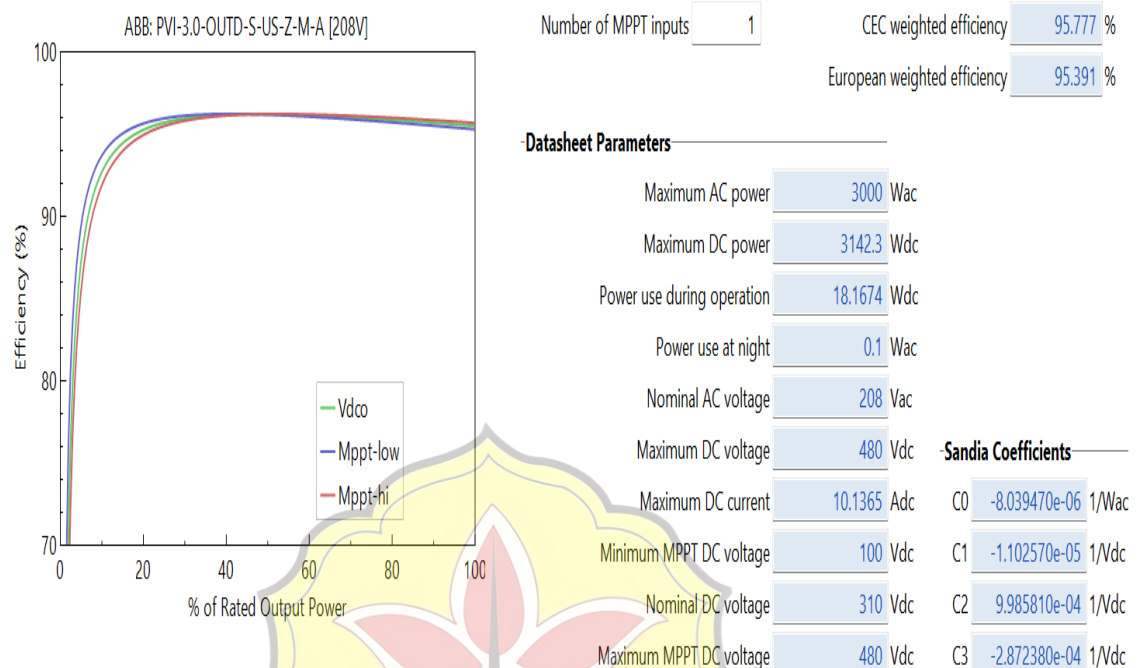 ABB: PVI-3.0-OUTD-S-US-Z-M-A [208V]
100
90
80
70
0 20 40 60 80 100
Efficiency (%)
% of Rated Output Power
Vdco
Mppt-low
Mppt-hi
Number of MPPT inputs 1
CEC weighted efficiency 95.777 %
European weighted efficiency 95.391 %
Datasheet Parameters
Maximum AC power 3000 Wac
Maximum DC power 3142.3 Wdc
Power use during operation 18.1674 Wdc
Power use at night 0.1 Wac
Nominal AC voltage 208 Vac
Maximum DC voltage 480 Vdc
Maximum DC current 10.1365 Adc
Minimum MPPT DC voltage 100 Vdc
Nominal DC voltage 310 Vdc
Maximum MPPT DC voltage 480 Vdc
Sandia Coefficients
C0 -8.039470e-06 1/Wac
C1 -1.102570e-05 1/Vdc
C2 9.985810e-04 1/Vdc
C3 -2.872380e-04 1/Vdc